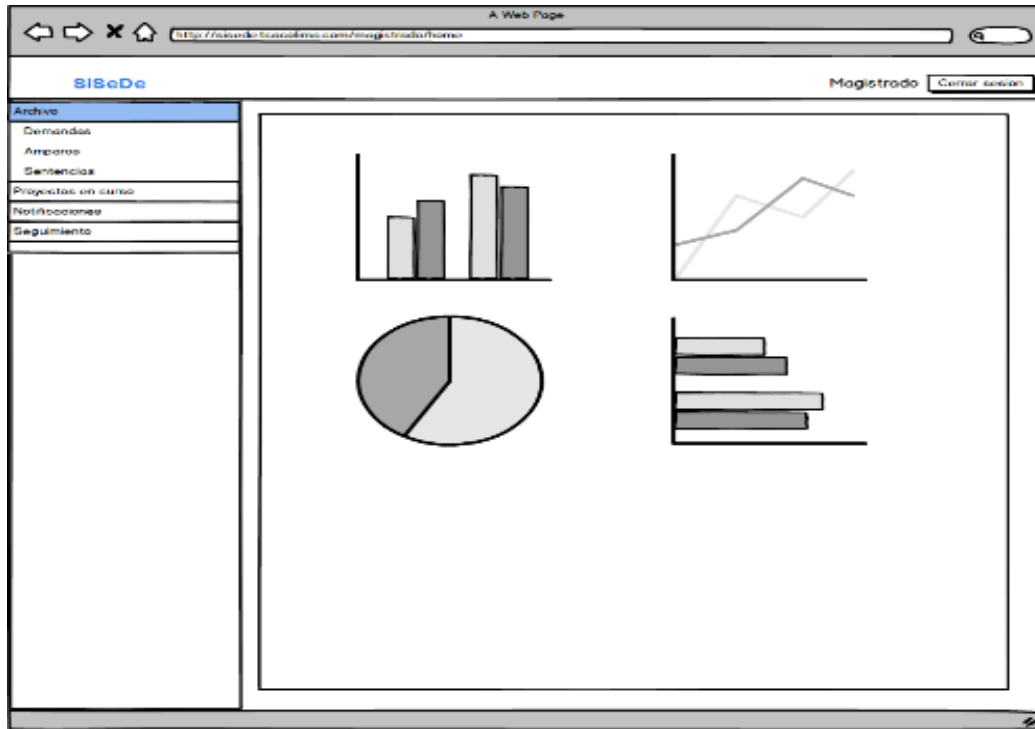 A Web Page
SISeDe
Magistrado
Cerrar sesion
Archivo
Demandas
Amparos
Sentencias
Proyectos en curso
Notificaciones
Seguimiento